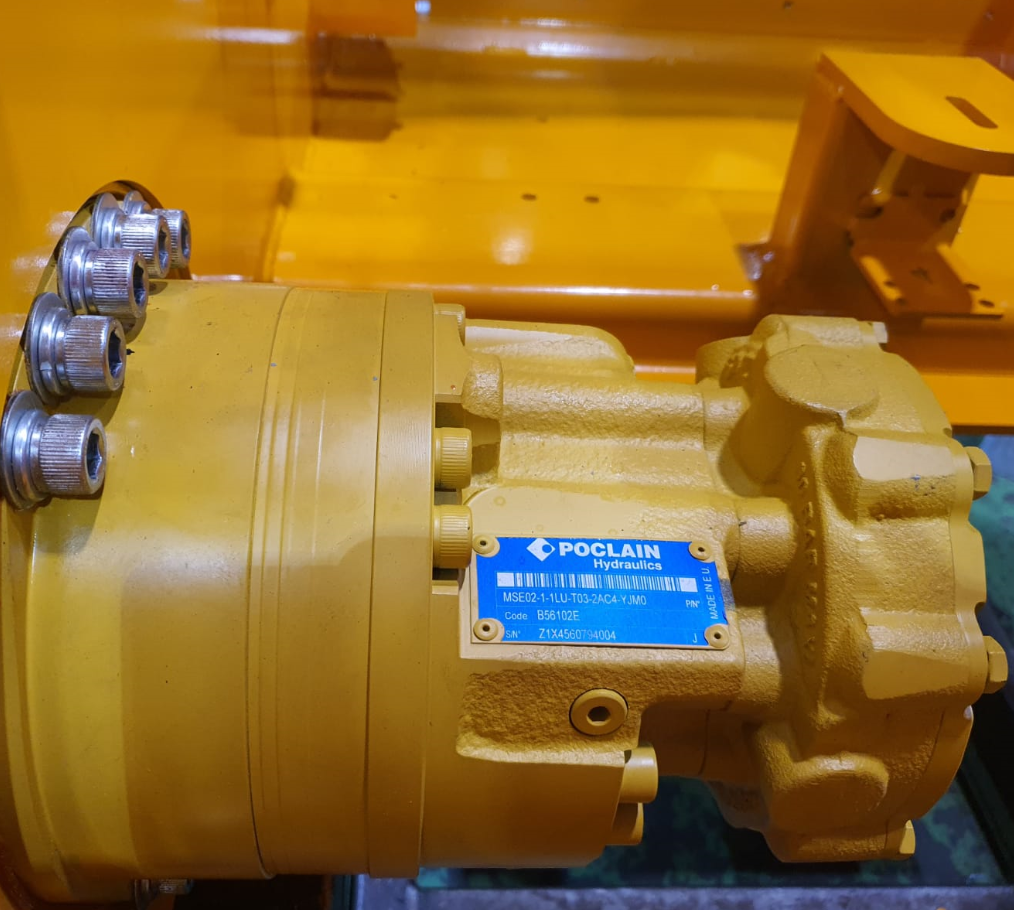 POCLAIN
Hydraulics
MSE02-1-1LU-T03-2AC4-YJM0 P/N°
Code B56102E
S/N° Z1X4560794004 J
MADE IN E.U.